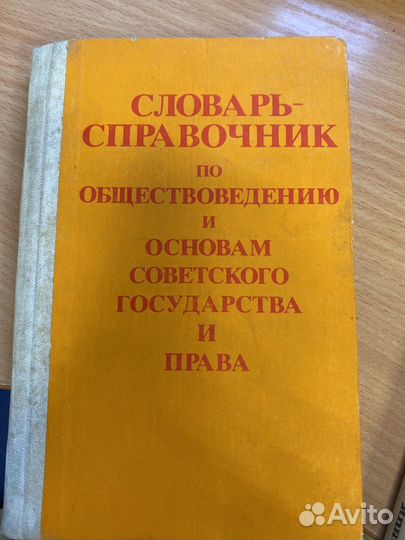 СЛОВАРЬ-
СПРАВОЧНИК
ПО
ОБЩЕСТВОВЕДЕНИЮ
И
ОСНОВАМ
СОВЕТСКОГО
ГОСУДАРСТВА
И
ПРАВА
Avito